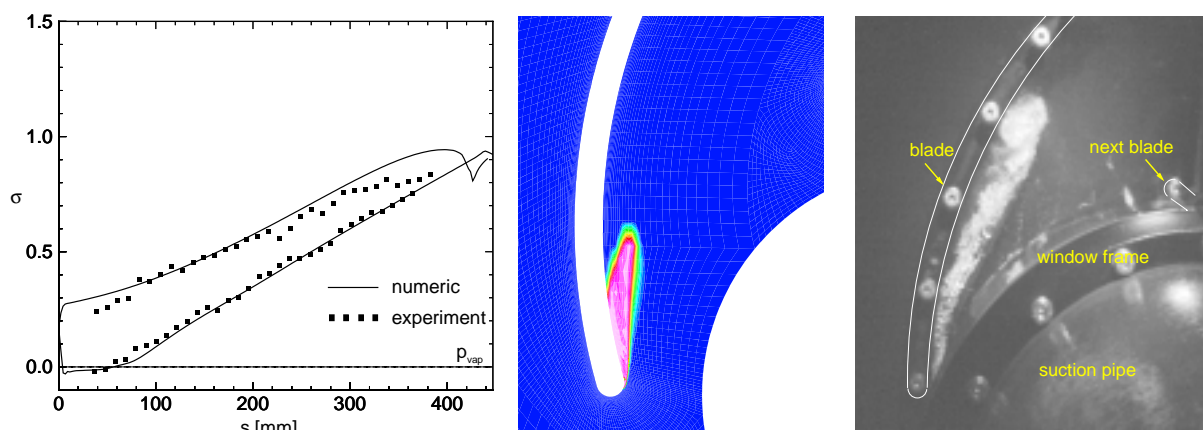 1.5
1.0
σ
0.5
0.0
numeric
experiment
p_vap
0 100 200 300 400
s [mm]
blade
next blade
window frame
suction pipe